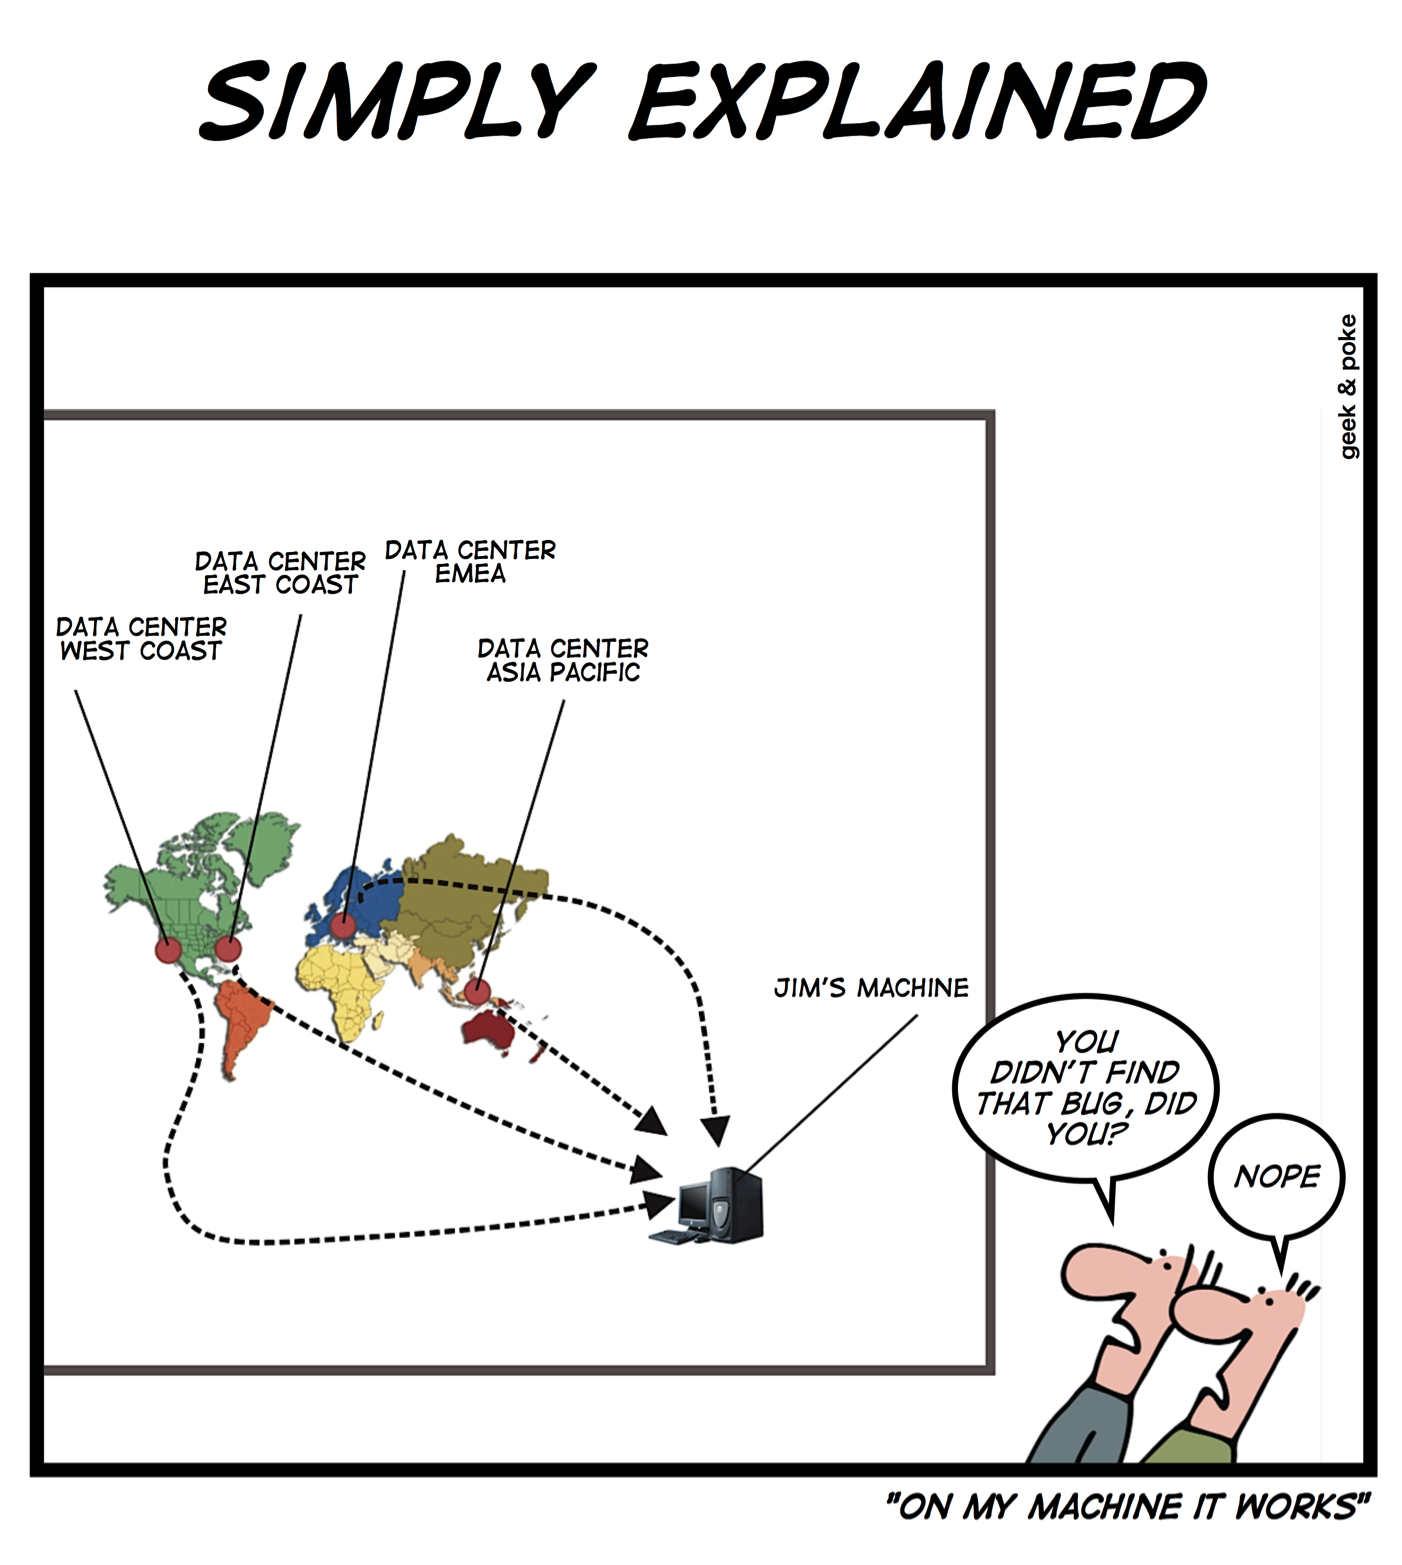 SIMPLY EXPLAINED
geek & poke
DATA CENTER
EAST COAST
DATA CENTER
EMEA
DATA CENTER
WEST COAST
DATA CENTER
ASIA PACIFIC
JIM'S MACHINE
YOU
DIDN'T FIND
THAT BUG, DID
YOU?
NOPE
"ON MY MACHINE IT WORKS"